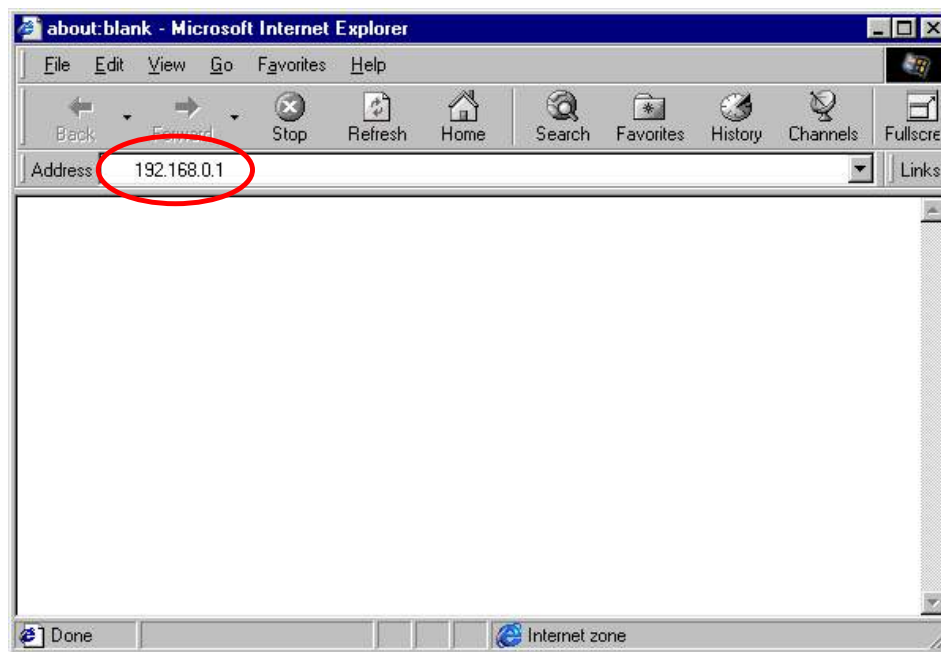 about:blank - Microsoft Internet Explorer
File Edit View Go Favorites Help
Back Forward Stop Refresh Home Search Favorites History Channels Fullscre
Address 192.168.0.1 Links
Done Internet zone